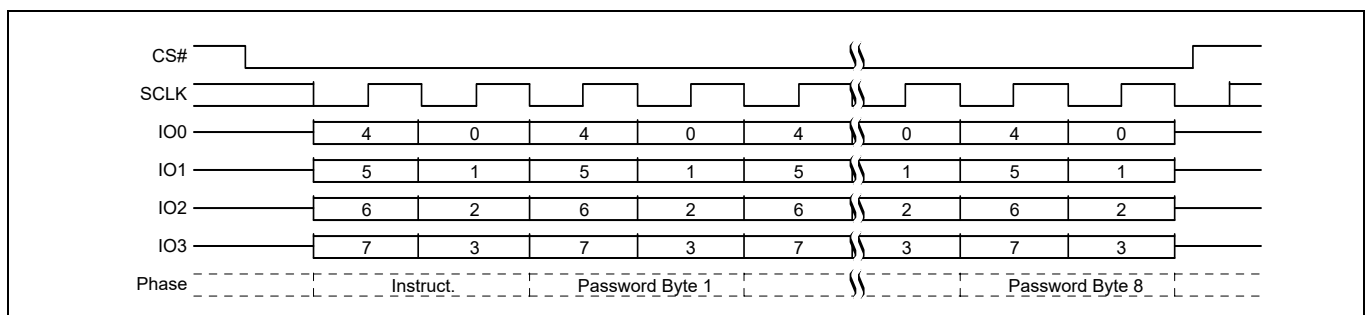 CS#
SCLK
IO0 4 0 4 0 4 0 4 0
IO1 5 1 5 1 5 1 5 1
IO2 6 2 6 2 6 2 6 2
IO3 7 3 7 3 7 3 7 3
Phase Instruct. Password Byte 1 Password Byte 8